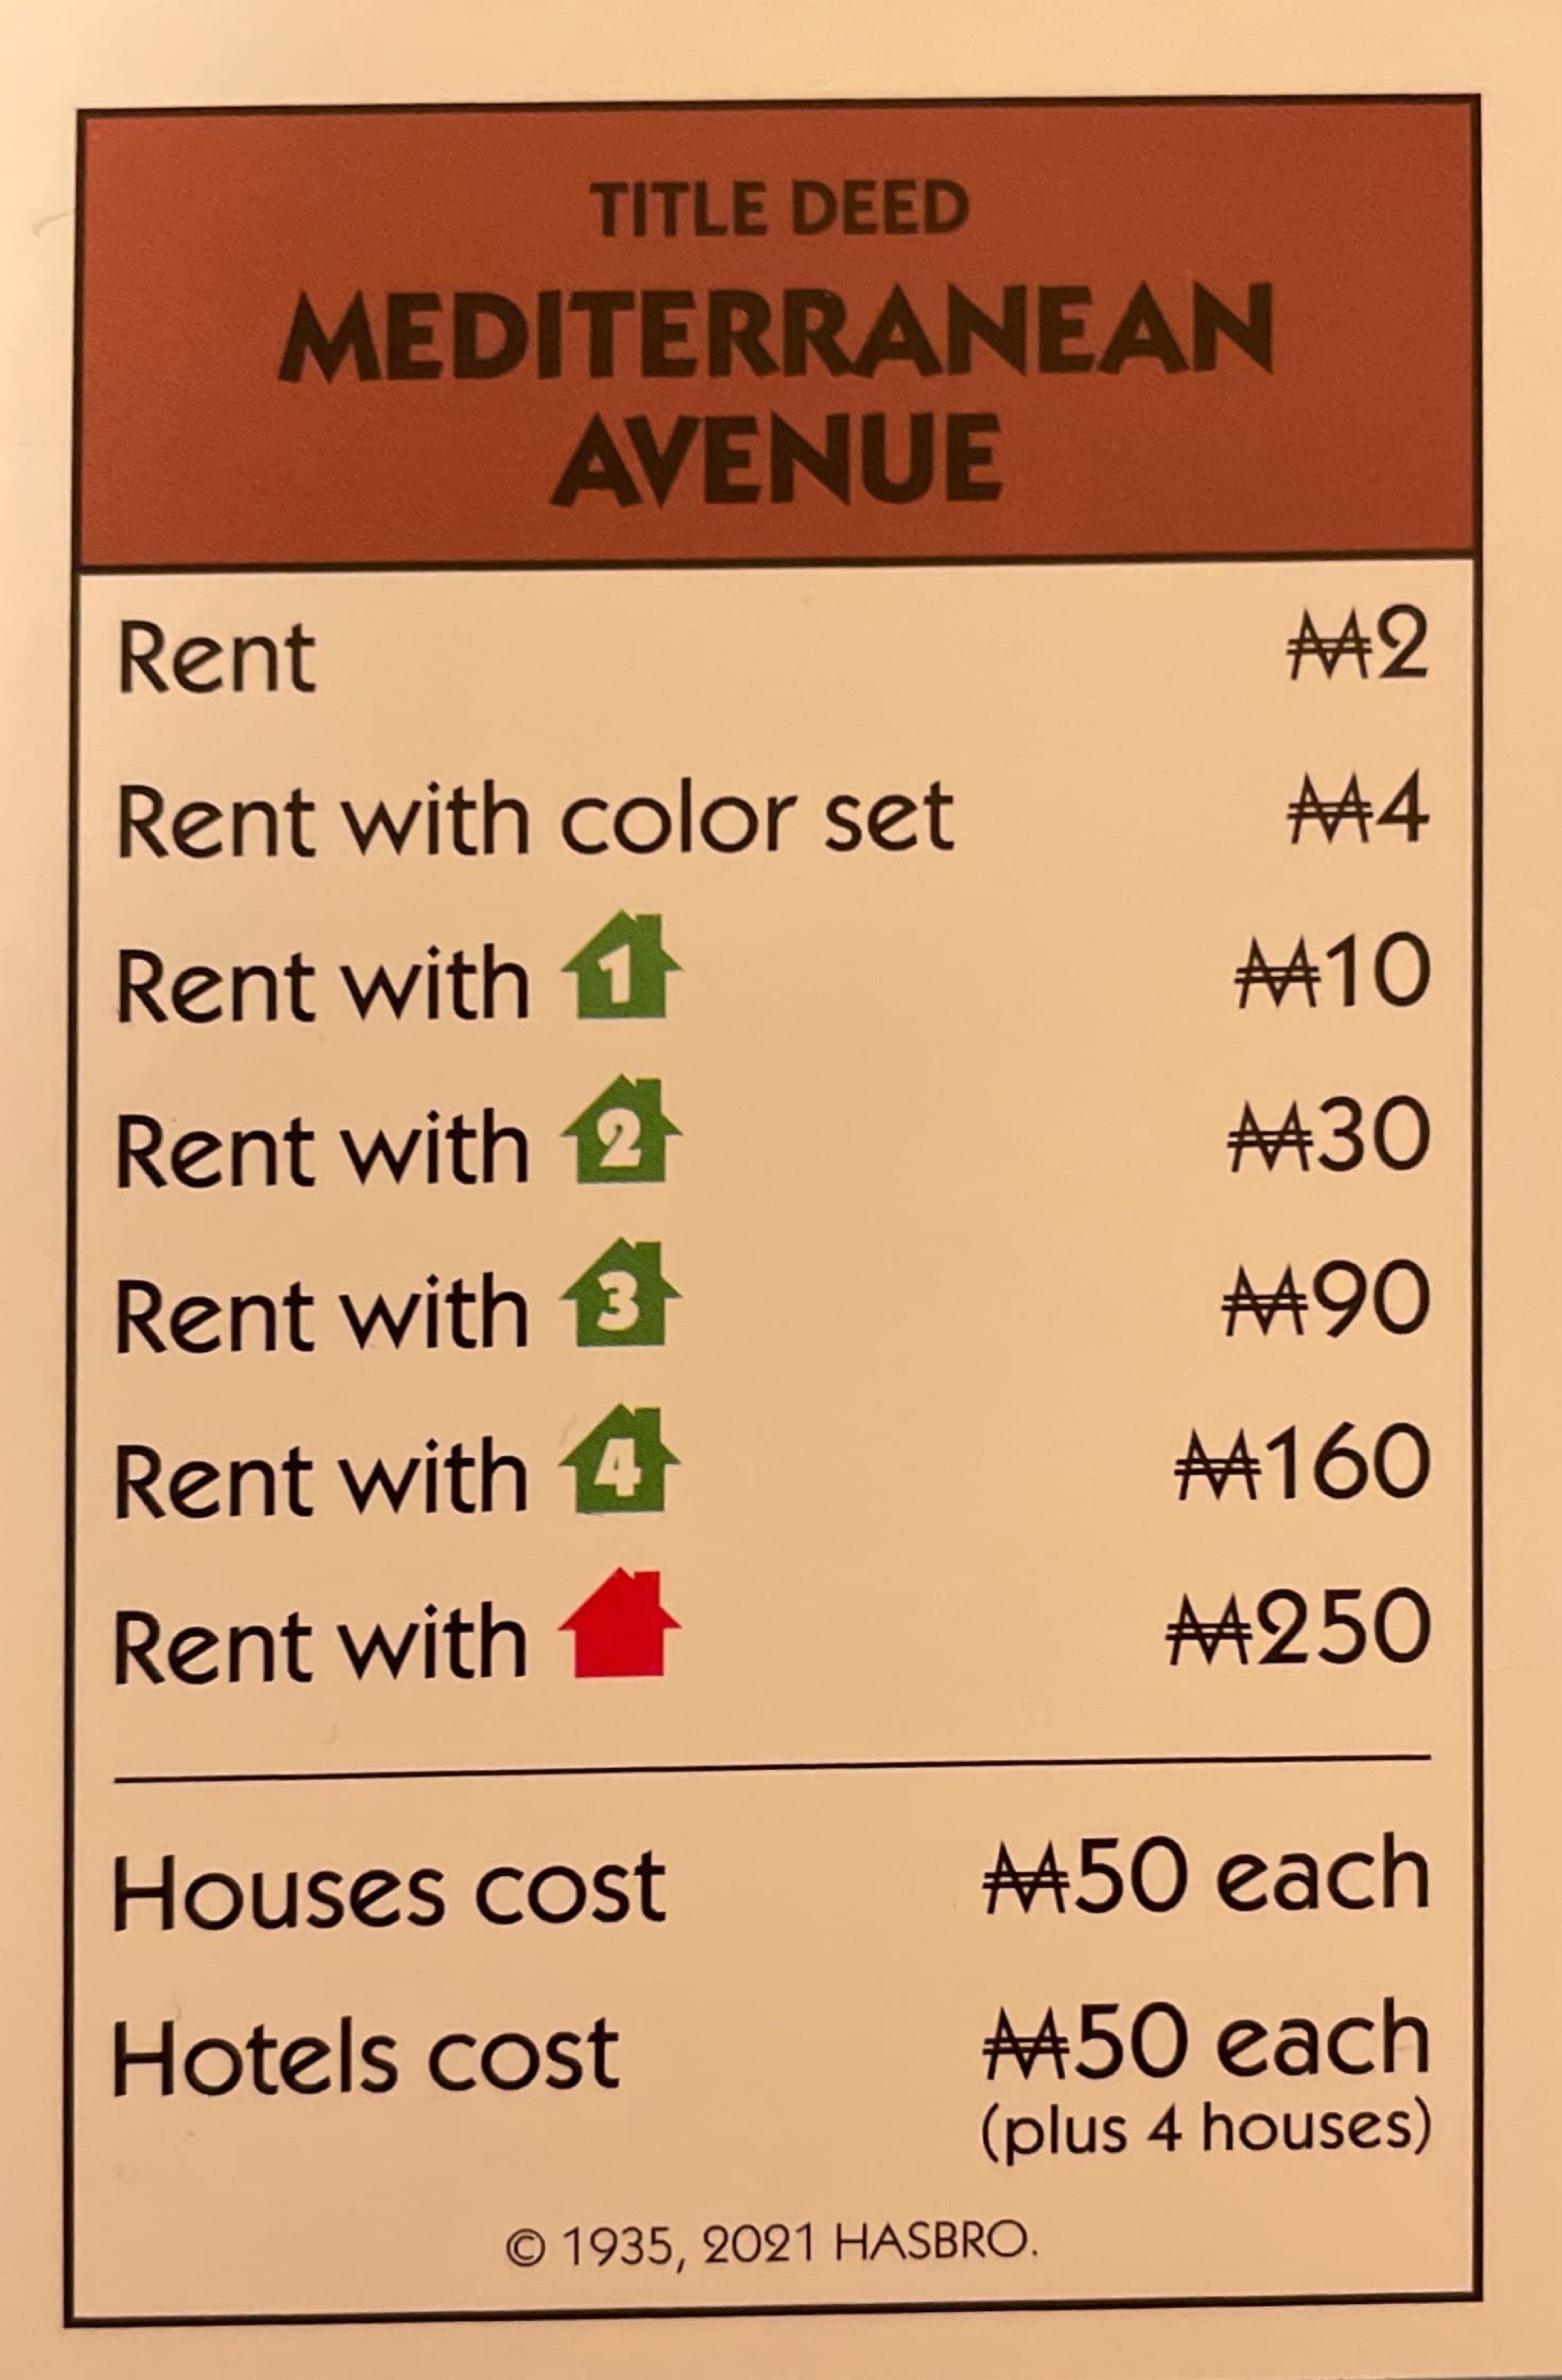 TITLE DEED
MEDITERRANEAN
AVENUE
Rent ₩2
Rent with color set ₩4
Rent with 1 ₩10
Rent with 2 ₩30
Rent with 3 ₩90
Rent with 4 ₩160
Rent with ₩250
Houses cost ₩50 each
Hotels cost ₩50 each
(plus 4 houses)
© 1935, 2021 HASBRO.